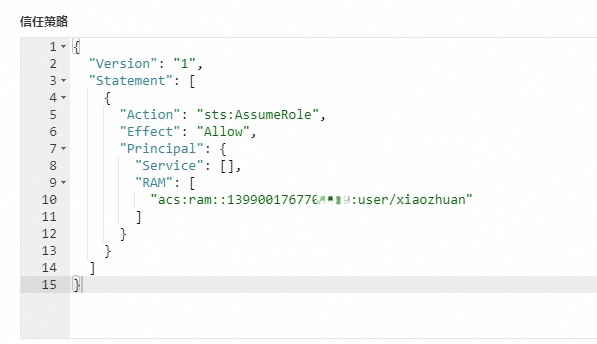 信任策略
1 {
2 "Version": "1",
3 "Statement": [
4 {
5 "Action": "sts:AssumeRole",
6 "Effect": "Allow",
7 "Principal": {
8 "Service": [],
9 "RAM": [
10 "acs:ram::139900176770 :user/xiaozhuan"
11 ]
12 }
13 }
14 ]
15 }